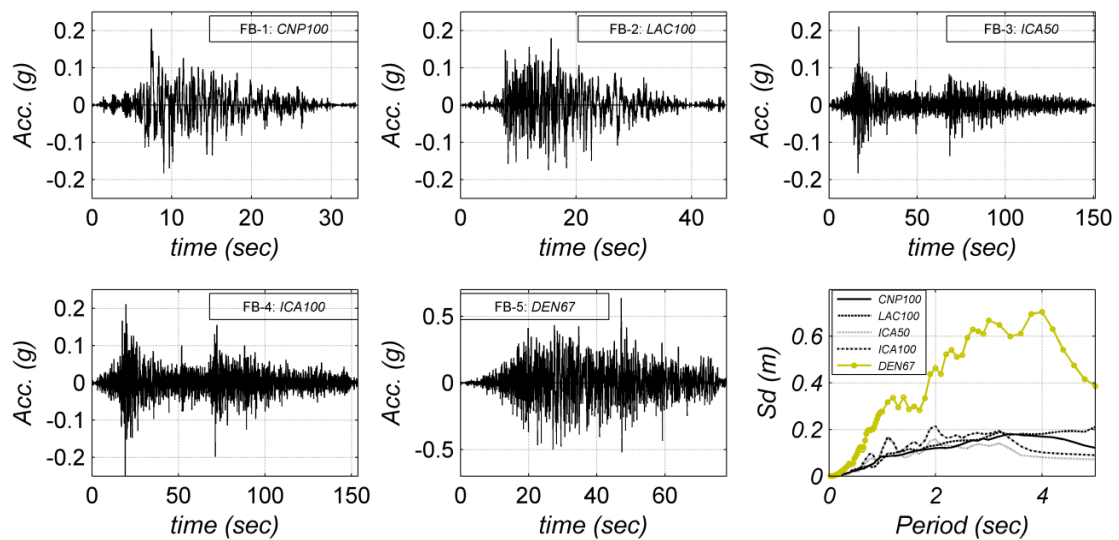 FB-1: CNP100
Acc. (g)
0.2
0.1
0
-0.1
-0.2
0 10 20 30
time (sec)
FB-2: LAC100
Acc. (g)
0.2
0.1
0
-0.1
-0.2
0 20 40
time (sec)
FB-3: ICA50
Acc. (g)
0.2
0.1
0
-0.1
-0.2
0 50 100 150
time (sec)
FB-4: ICA100
Acc. (g)
0.2
0.1
0
-0.1
-0.2
0 50 100 150
time (sec)
FB-5: DEN67
Acc. (g)
0.5
0
-0.5
0 20 40 60
time (sec)
CNP100
LAC100
ICA50
ICA100
DEN67
Sd (m)
0.6
0.4
0.2
0
0 2 4
Period (sec)